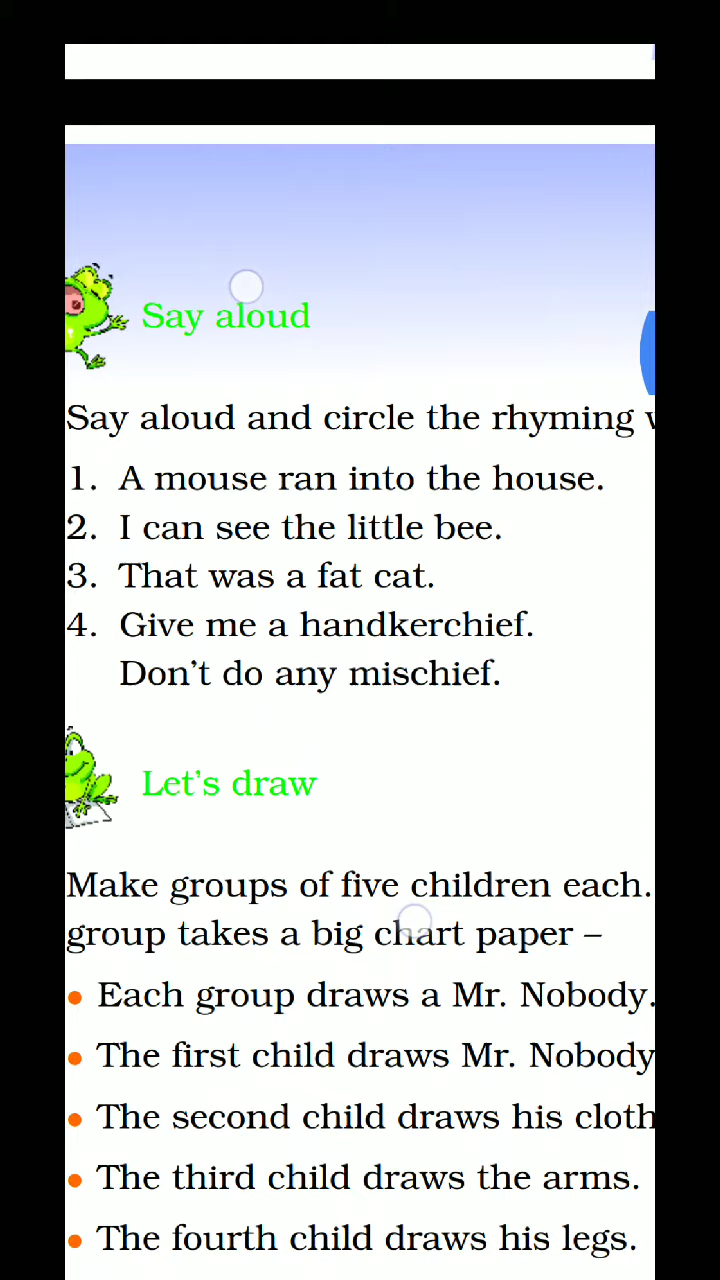 Say aloud
Say aloud and circle the rhyming
1. A mouse ran into the house.
2. I can see the little bee.
3. That was a fat cat.
4. Give me a handkerchief.
Don't do any mischief.
Let's draw
Make groups of five children each.
group takes a big chart paper –
• Each group draws a Mr. Nobody.
• The first child draws Mr. Nobody
• The second child draws his cloth
• The third child draws the arms.
• The fourth child draws his legs.